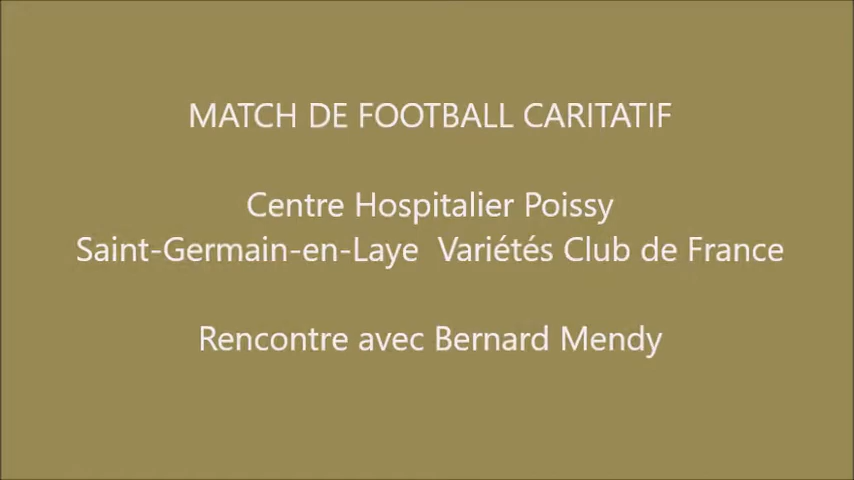 MATCH DE FOOTBALL CARITATIF
Centre Hospitalier Poissy
Saint-Germain-en-Laye  Variétés Club de France
Rencontre avec Bernard Mendy